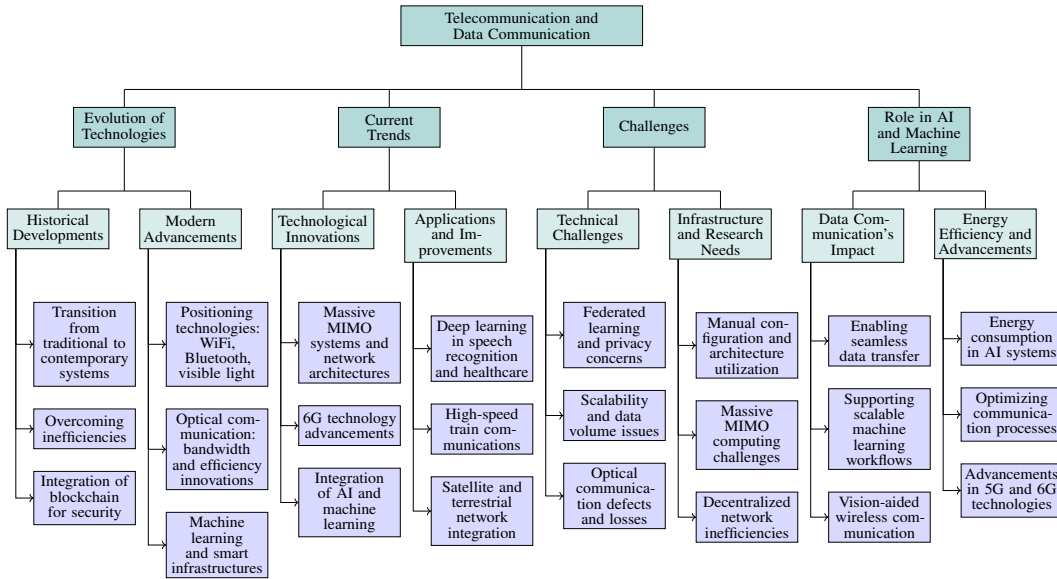 Telecommunication and
Data Communication
Evolution of
Technologies
Current
Trends
Challenges
Role in AI
and Machine
Learning
Historical
Developments
Modern
Advancements
Technological
Innovations
Applications
and Im-
provements
Technical
Challenges
Infrastructure
and Research
Needs
Data Com-
munication's
Impact
Energy
Efficiency and
Advancements
Transition
from
traditional to
contemporary
systems
Overcoming
inefficiencies
Integration of
blockchain
for security
Positioning
technologies:
WiFi,
Bluetooth,
visible light
Optical com-
munication:
bandwidth
and efficiency
innovations
Machine
learning
and smart
infrastructures
Massive
MIMO
systems and
network
architectures
6G technology
advancements
Integration
of AI and
machine
learning
Deep learning
in speech
recognition
and healthcare
High-speed
train com-
munications
Satellite and
terrestrial
network
integration
Federated
learning
and privacy
concerns
Scalability
and data
volume issues
Optical
communica-
tion defects
and losses
Manual con-
figuration and
architecture
utilization
Massive
MIMO
computing
challenges
Decentralized
network
inefficiencies
Enabling
seamless
data transfer
Supporting
scalable
machine
learning
workflows
Vision-aided
wireless com-
munication
Energy
consumption
in AI systems
Optimizing
communica-
tion processes
Advancements
in 5G and 6G
technologies